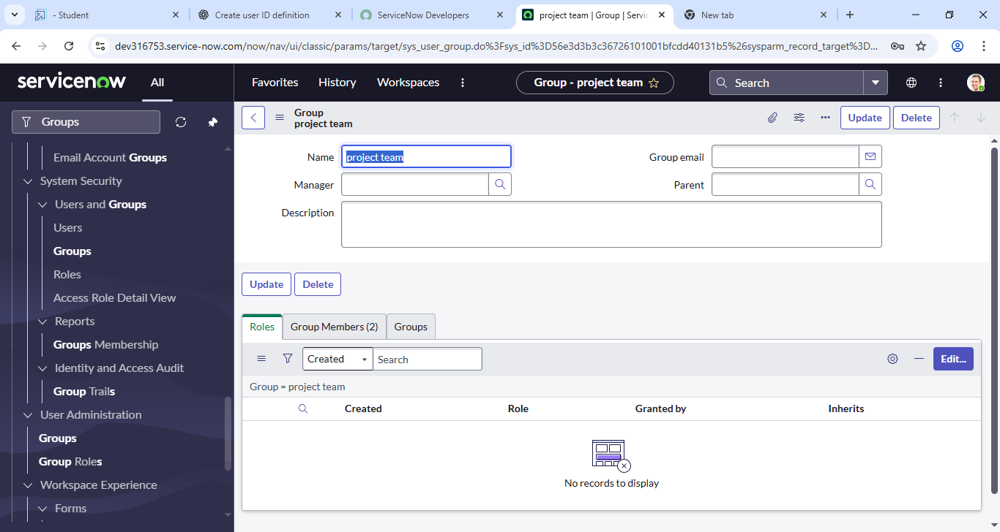 - Student
Create user ID definition
ServiceNow Developers
project team | Group | Servic
New tab
dev316753.service-now.com/now/nav/ui/classic/params/target/sys_user_group.do%3Fsys_id%3D56e3d3b3c36726101001bfcdd40131b5%26sysparm_record_target%3D...
servicenow
All
Favorites
History
Workspaces
Group - project team
Search
Groups
Email Account Groups
System Security
Users and Groups
Users
Groups
Roles
Access Role Detail View
Reports
Groups Membership
Identity and Access Audit
Group Trails
User Administration
Groups
Group Roles
Workspace Experience
Forms
Group
project team
Update
Delete
Name
project team
Group email
Manager
Parent
Description
Update
Delete
Roles
Group Members (2)
Groups
Created
Search
Edit...
Group = project team
Created
Role
Granted by
Inherits
No records to display